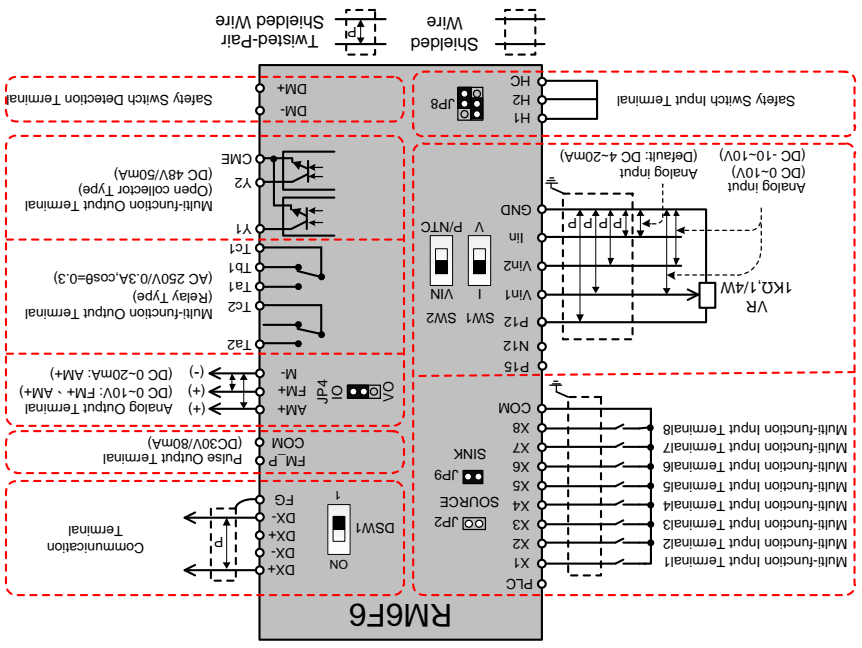 RM6F6
PLC
Multi-function Input Terminal1
X1
Multi-function Input Terminal2
X2
Multi-function Input Terminal3
X3
Multi-function Input Terminal4
X4
Multi-function Input Terminal5
X5
Multi-function Input Terminal6
X6
Multi-function Input Terminal7
X7
Multi-function Input Terminal8
X8
COM
JP2
SOURCE
JP9
SINK
P15
N12
P12
VR
1KΩ,1/4W
Vin1
Vin2
Iin
GND
P
P
P
P
Analog input
(DC 0~10V)
(DC -10~10V)
Analog input
(Default: DC 4~20mA)
SW1
I
V
SW2
VIN
P/NTC
Safety Switch Input Terminal
H1
H2
HC
JP8
ON
DSW1
1
DX+
DX-
DX+
DX-
FG
P
Communication
Terminal
FM_P
COM
Pulse Output Terminal
(DC30V/80mA)
AM+
FM+
M-
(+)
(+)
(-)
Analog Output Terminal
(DC 0~10V: FM+、AM+)
(DC 0~20mA: AM+)
VO
IO
JP4
Ta2
Tc2
Ta1
Tb1
Tc1
Multi-function Output Terminal
(Relay Type)
AC 250V/0.3A,cosθ=0.3)
Y1
Y2
CME
Multi-function Output Terminal
(Open collector Type)
(DC 48V/50mA)
DM-
DM+
Safety Switch Detection Terminal
Shielded
Wire
P
Twisted-Pair
Shielded Wire